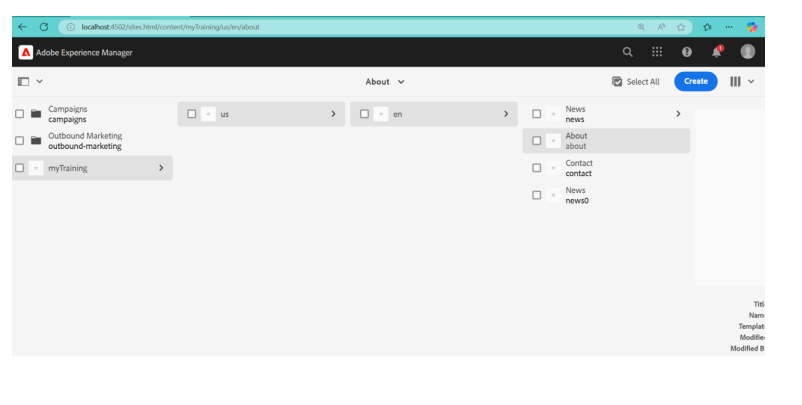 localhost:4502/sites.html/content/myTraining/us/en/about
Adobe Experience Manager
About
Select All
Create
Campaigns
campaigns
us
en
News
news
Outbound Marketing
outbound-marketing
About
about
myTraining
Contact
contact
News
news0
Titl
Nam
Templat
Modifie
Modified B